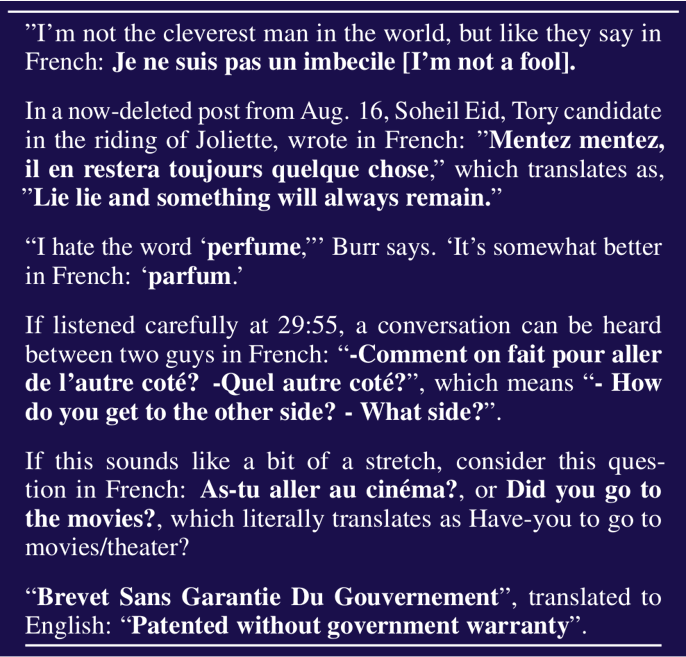 ”I’m not the cleverest man in the world, but like they say in
French: Je ne suis pas un imbecile [I’m not a fool].
In a now-deleted post from Aug. 16, Soheil Eid, Tory candidate
in the riding of Joliette, wrote in French: ”Mentez mentez,
il en restera toujours quelque chose,” which translates as,
”Lie lie and something will always remain.”
“I hate the word ‘perfume,”’ Burr says. ‘It’s somewhat better
in French: ‘parfum.’
If listened carefully at 29:55, a conversation can be heard
between two guys in French: “-Comment on fait pour aller
de l’autre coté? -Quel autre coté?”, which means “- How
do you get to the other side? - What side?”.
If this sounds like a bit of a stretch, consider this ques-
tion in French: As-tu aller au cinéma?, or Did you go to
the movies?, which literally translates as Have-you to go to
movies/theater?
“Brevet Sans Garantie Du Gouvernement”, translated to
English: “Patented without government warranty”.